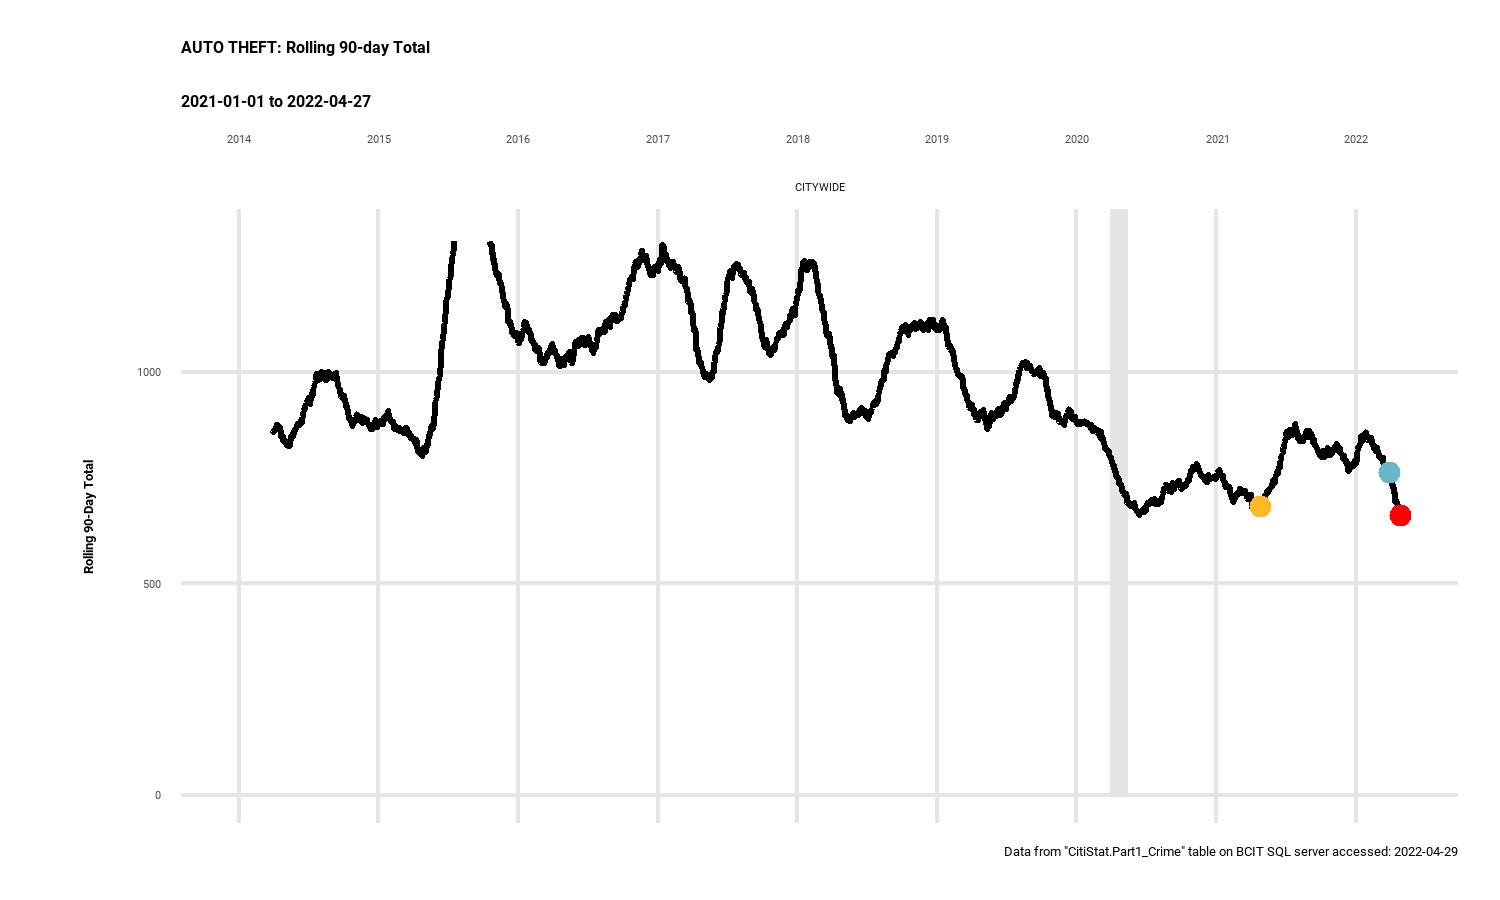 AUTO THEFT: Rolling 90-day Total
2021-01-01 to 2022-04-27
2014 2015 2016 2017 2018 2019 2020 2021 2022
CITYWIDE
1000
Rolling 90-Day Total
500
0
Data from "CitiStat.Part1_Crime" table on BCIT SQL server accessed: 2022-04-29